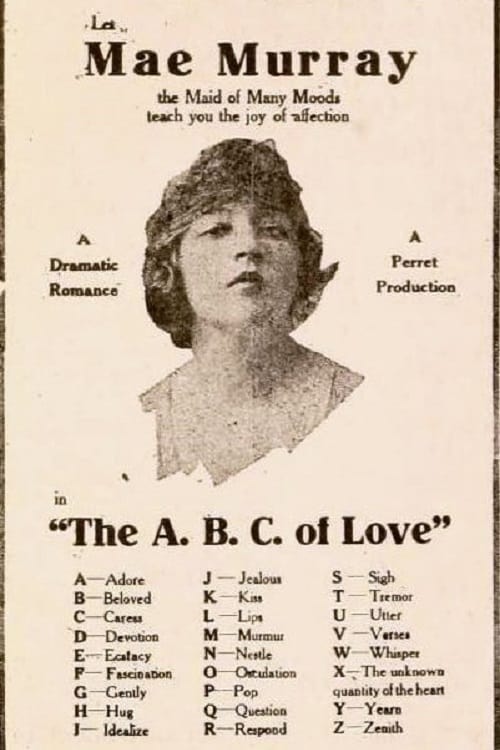 Let
Mae Murray
the Maid of Many Moods
teach you the joy of affection
A
Dramatic
Romance
A
Perret
Production
in
"The A. B. C. of Love"
A—Adore
B—Beloved
C—Caress
D—Devotion
E—Ecstacy
F—Fascination
G—Gently
H—Hug
I—Idealize
J—Jealous
K—Kiss
L—Lips
M—Murmur
N—Nestle
O—Osculation
P—Pop
Q—Question
R—Respond
S—Sigh
T—Tremor
U—Utter
V—Verses
W—Whisper
X—The unknown
quantity of the heart
Y—Yearn
Z—Zenith